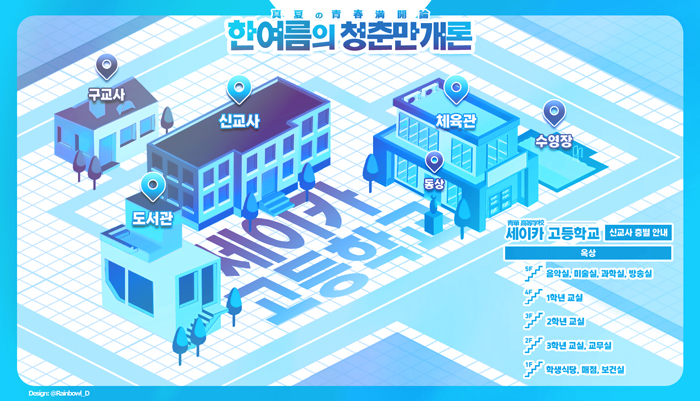 真夏の青春満開論
한여름의 청춘만개론
구교사
신교사
체육관
수영장
동상
도서관
세이카
고등학교
세이카 고등학교
신교사 층별 안내
옥상
5F 음악실, 미술실, 과학실, 방송실
4F 1학년 교실
3F 2학년 교실
2F 3학년 교실, 교무실
1F 학생식당, 매점, 보건실
Design: @Rainbowl_D